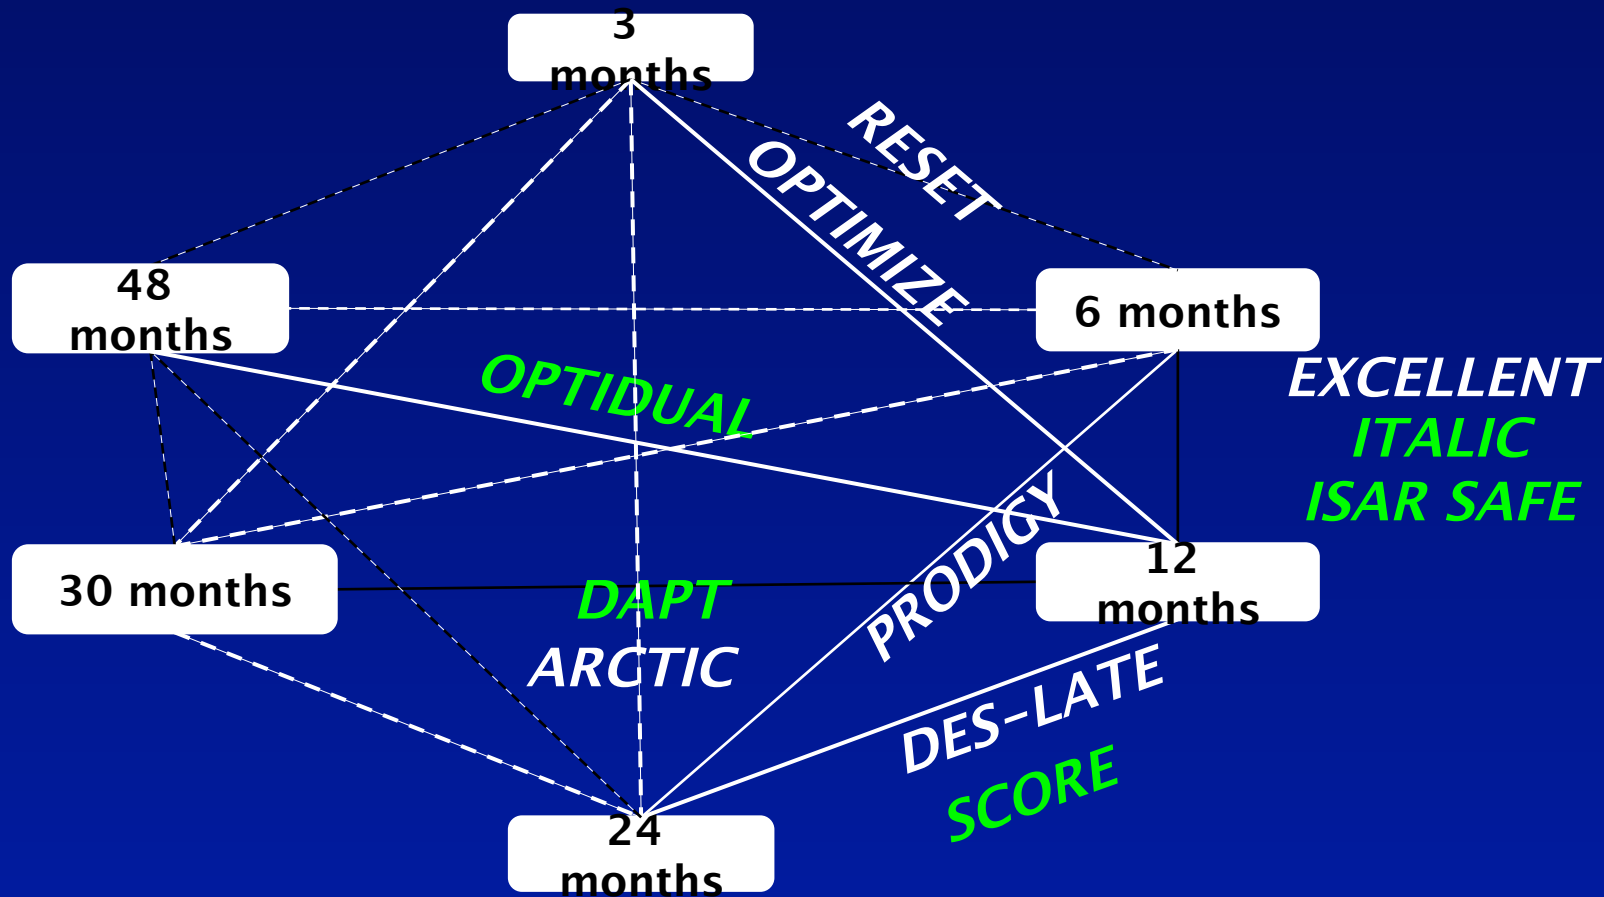 3
months
RESET
OPTIMIZE
48
months
6 months
EXCELLENT
ITALIC
ISAR SAFE
OPTIDUAL
PRODIGY
30 months
DAPT
ARCTIC
12
months
DES-LATE
SCORE
24
months